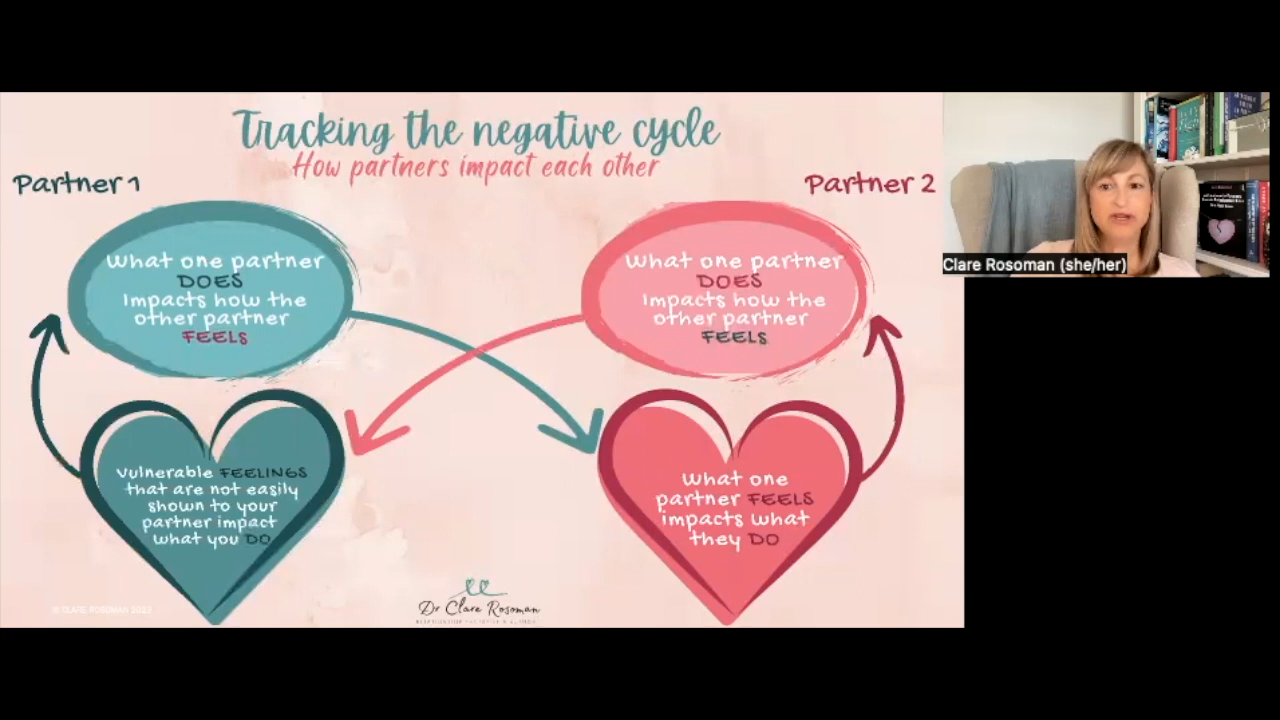 Tracking the negative cycle
How partners impact each other
Partner 1
Partner 2
What one partner
DOES
Impacts how the
other partner
FEELS
What one partner
DOES
Impacts how the
other partner
FEELS
Vulnerable FEELINGS
that are not easily
shown to your
partner impact
what you DO
What one
partner FEELS
impacts what
they DO
© CLARE ROSOMAN 2022
Dr Clare Rosoman
Clare Rosoman (she/her)